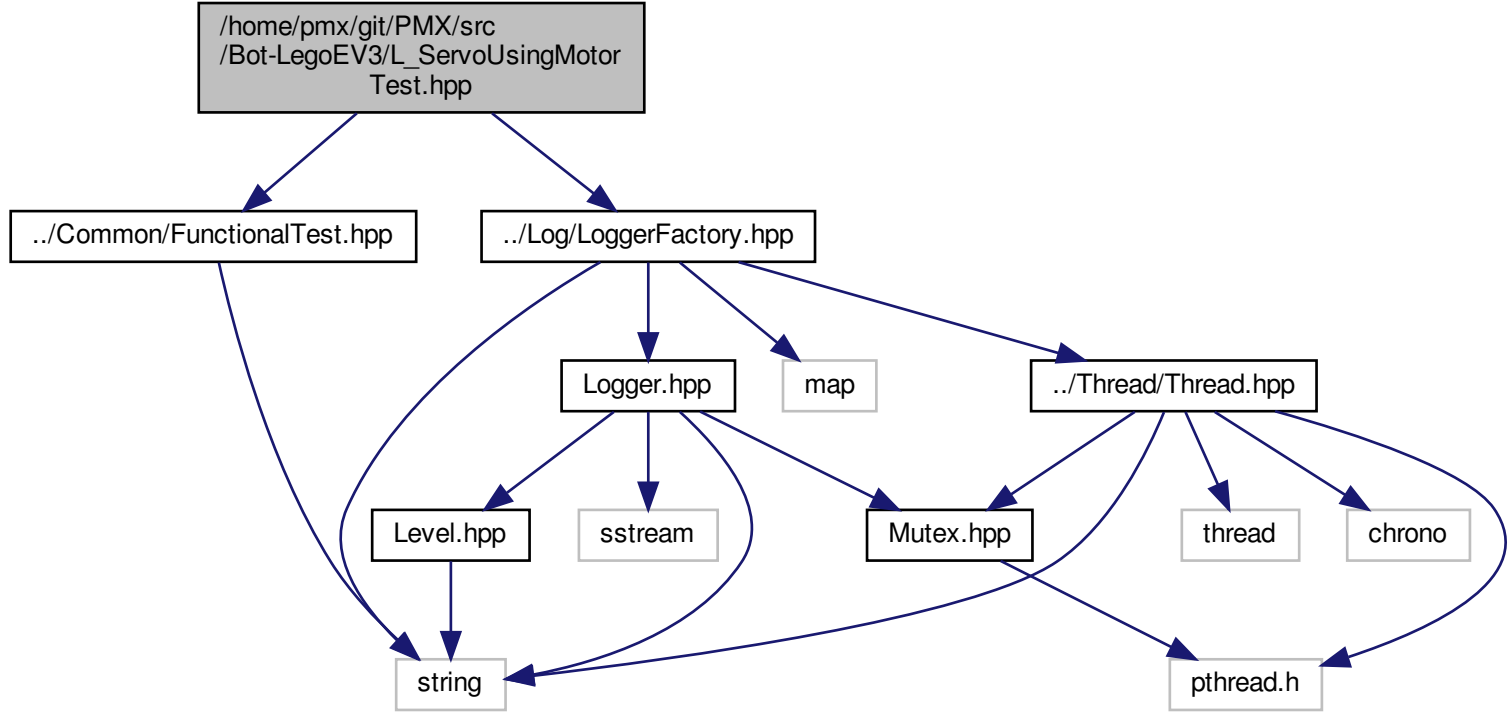 /home/pmx/git/PMX/src
/Bot-LegoEV3/L_ServoUsingMotor
Test.hpp
../Common/FunctionalTest.hpp
../Log/LoggerFactory.hpp
Logger.hpp
map
../Thread/Thread.hpp
Level.hpp
sstream
Mutex.hpp
thread
chrono
string
pthread.h